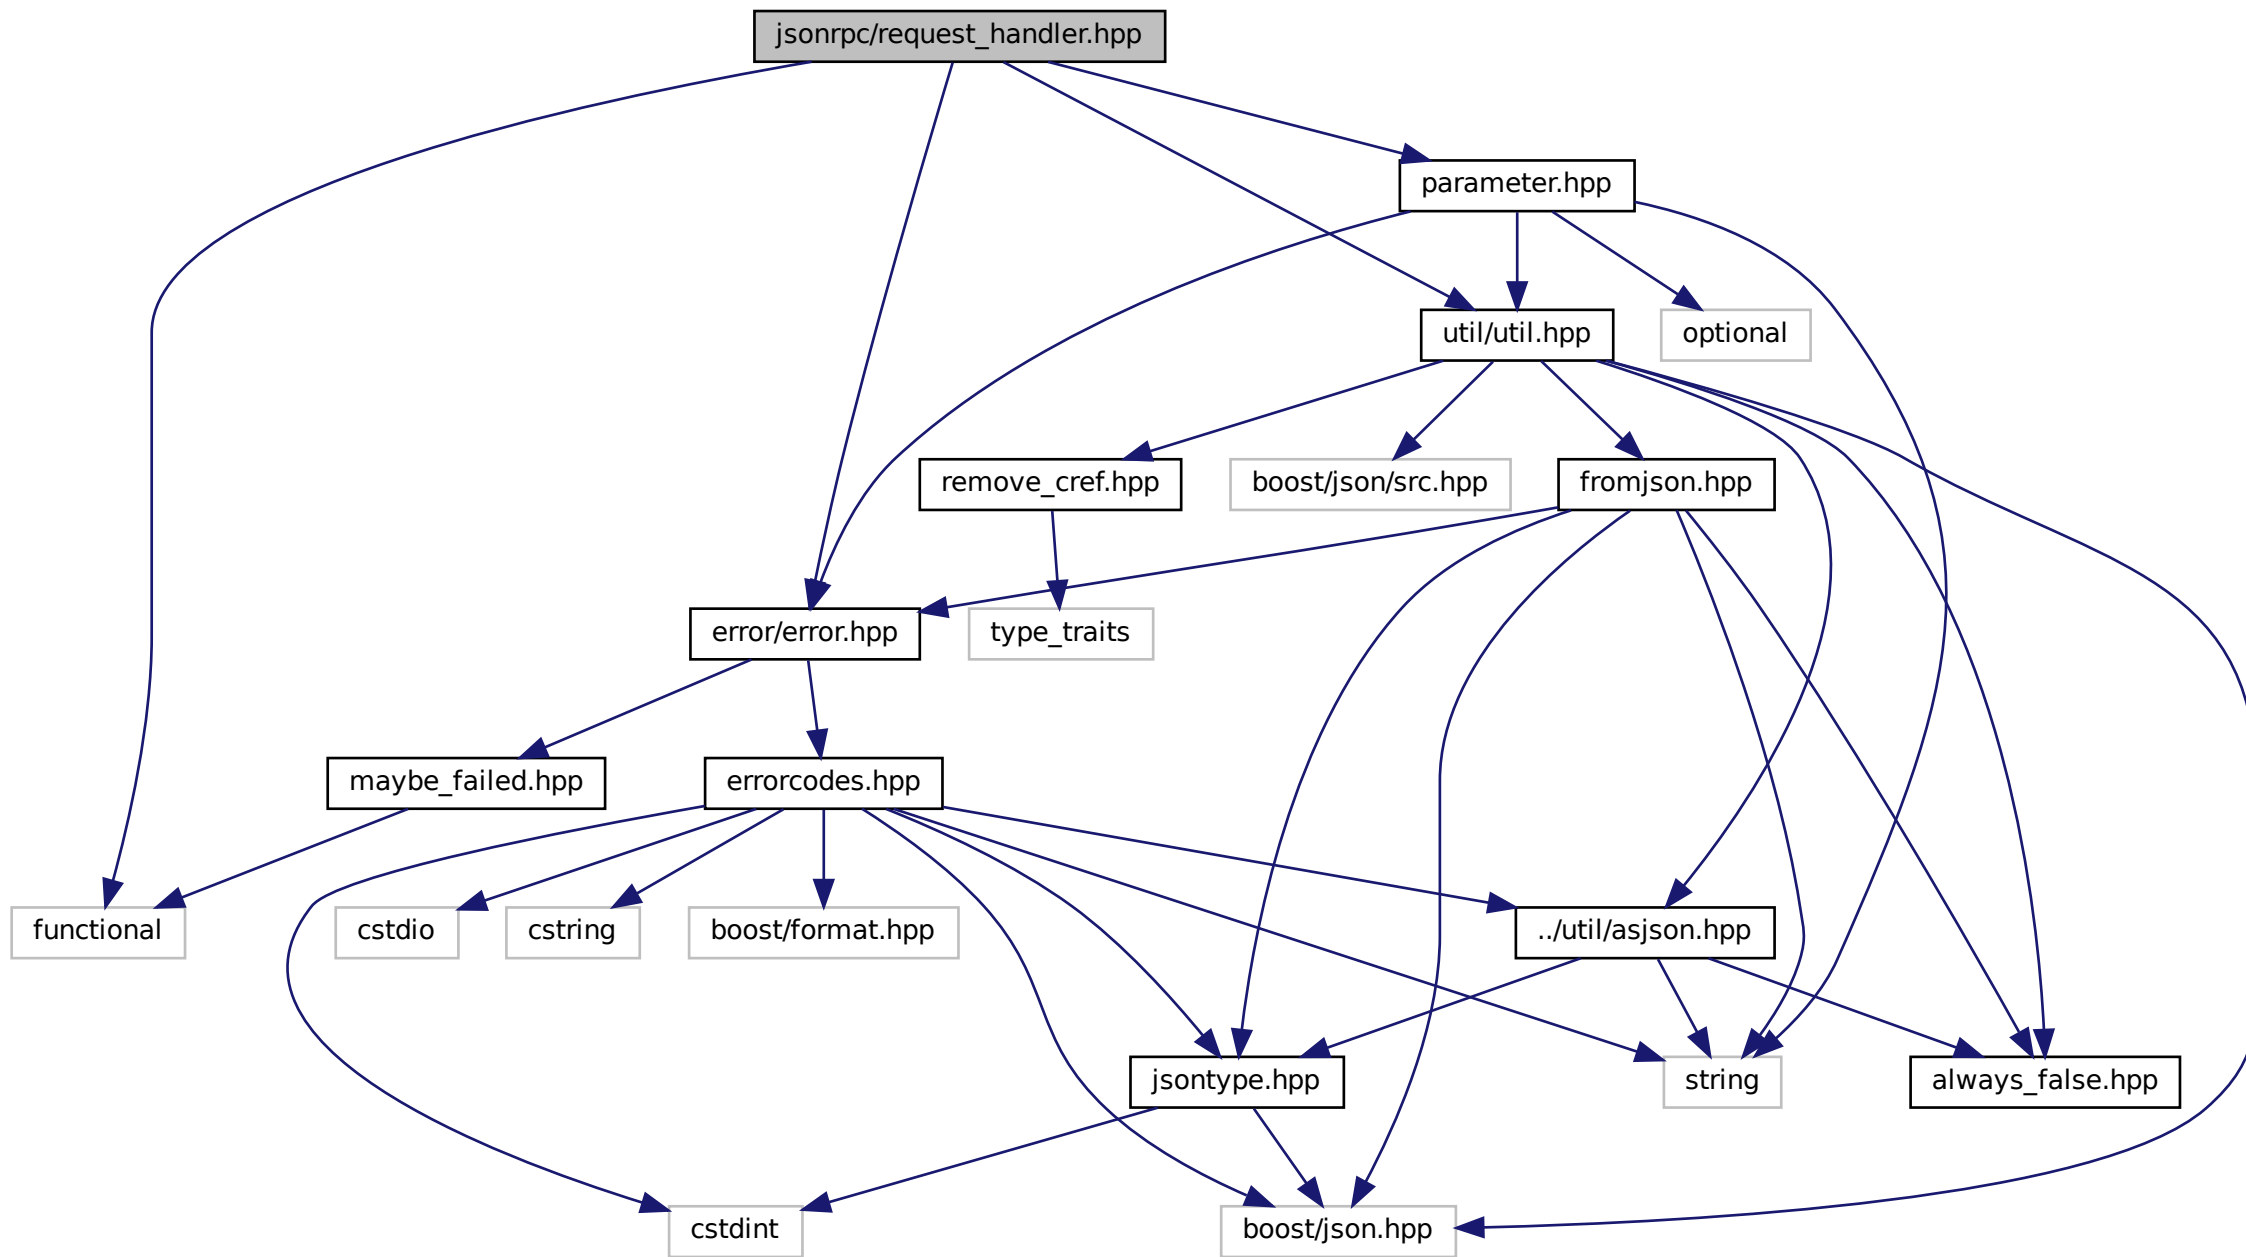 jsonrpc/request_handler.hpp
parameter.hpp
util/util.hpp
optional
remove_cref.hpp
boost/json/src.hpp
fromjson.hpp
error/error.hpp
type_traits
maybe_failed.hpp
errorcodes.hpp
functional
cstdio
cstring
boost/format.hpp
../util/asjson.hpp
jsontype.hpp
string
always_false.hpp
cstdint
boost/json.hpp